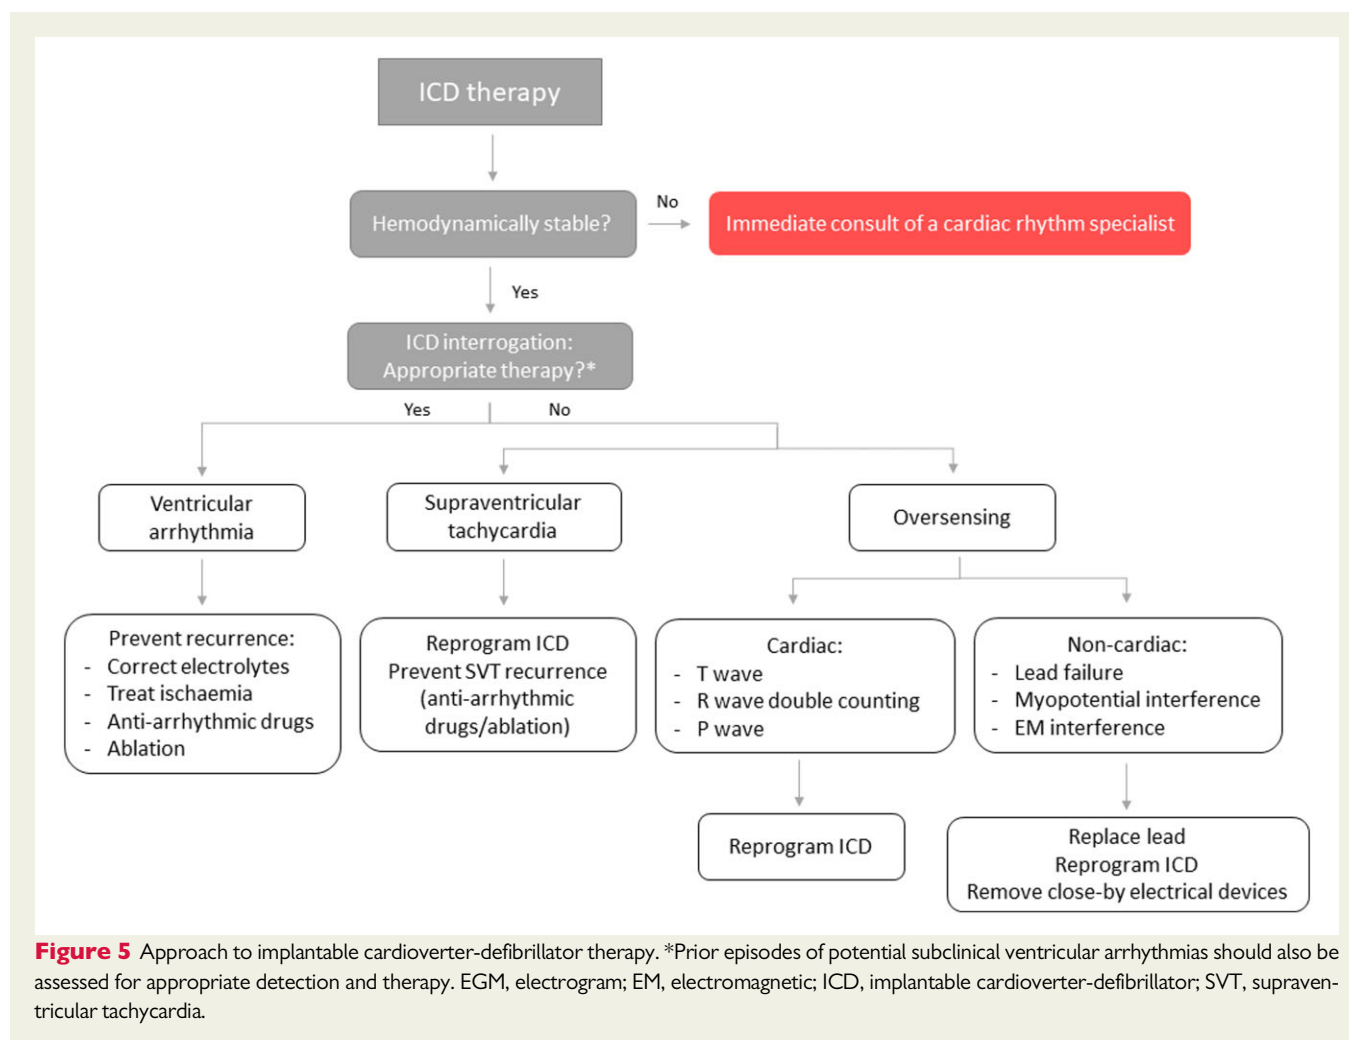 ICD therapy
Hemodynamically stable?
No
Immediate consult of a cardiac rhythm specialist
Yes
ICD interrogation:
Appropriate therapy?*
Yes
No
Ventricular
arrhythmia
Supraventricular
tachycardia
Oversensing
Prevent recurrence:
- Correct electrolytes
- Treat ischaemia
- Anti-arrhythmic drugs
- Ablation
Reprogram ICD
Prevent SVT recurrence
(anti-arrhythmic
drugs/ablation)
Cardiac:
- T wave
- R wave double counting
- P wave
Non-cardiac:
- Lead failure
- Myopotential interference
- EM interference
Reprogram ICD
Replace lead
Reprogram ICD
Remove close-by electrical devices
Figure 5 Approach to implantable cardioverter-defibrillator therapy. *Prior episodes of potential subclinical ventricular arrhythmias should also be
assessed for appropriate detection and therapy. EGM, electrogram; EM, electromagnetic; ICD, implantable cardioverter-defibrillator; SVT, supraven-
tricular tachycardia.